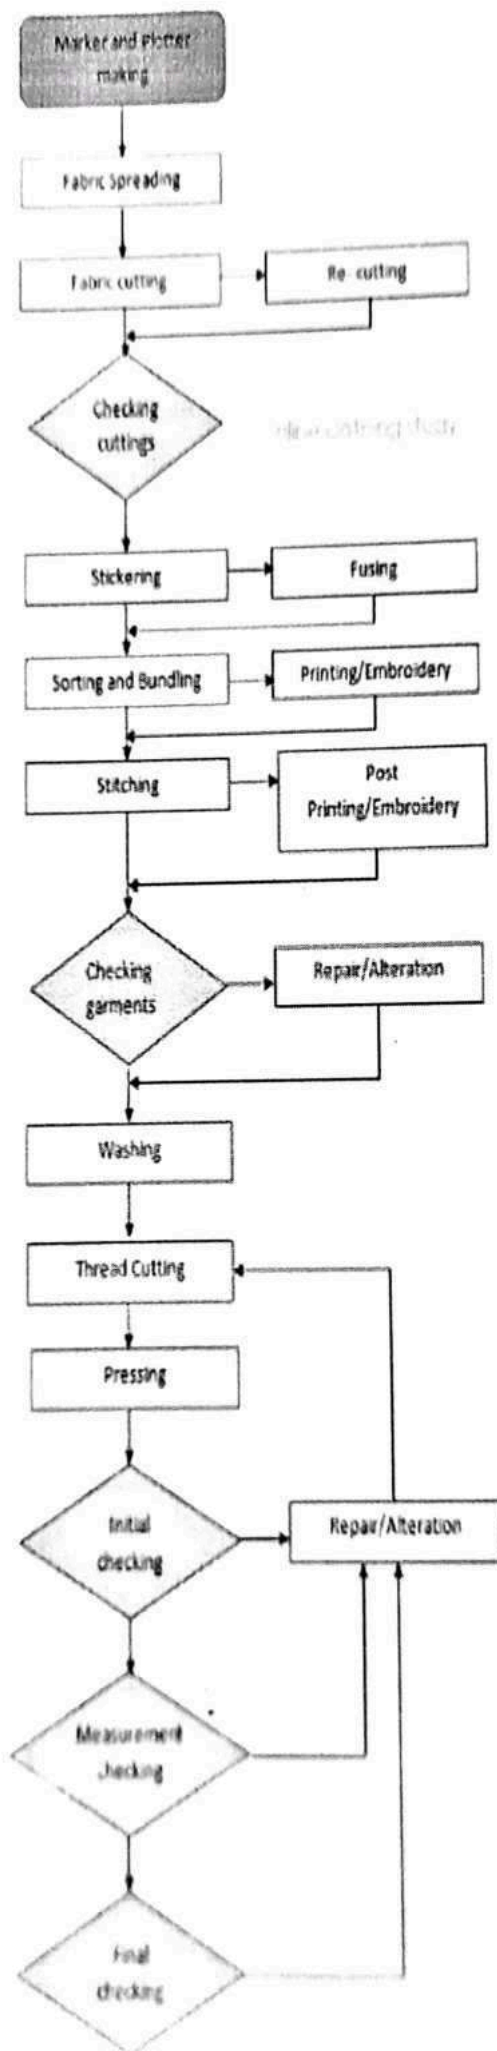 Marker and Plotter
making
Fabric Spreading
Fabric cutting
Re- cutting
Checking
cuttings
Stickering
Fusing
Sorting and Bundling
Printing/Embroidery
Stitching
Post
Printing/Embroidery
Checking
garments
Repair/Alteration
Washing
Thread Cutting
Pressing
Initial
checking
Repair/Alteration
Measurement
checking
Final
checking